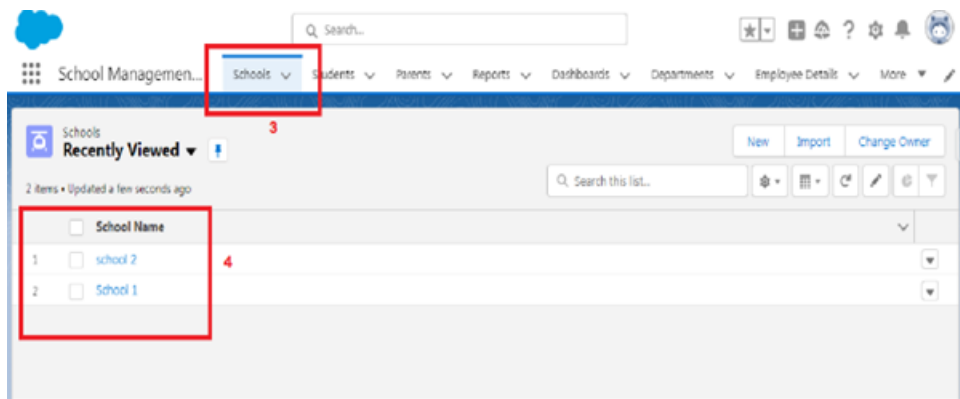 Search...
School Managemen... Schools Students Parents Reports Dashboards Departments Employee Details More
3
Schools
Recently Viewed
New Import Change Owner
2 items • Updated a few seconds ago
Search this list...
School Name
1 school 2
4
2 School 1